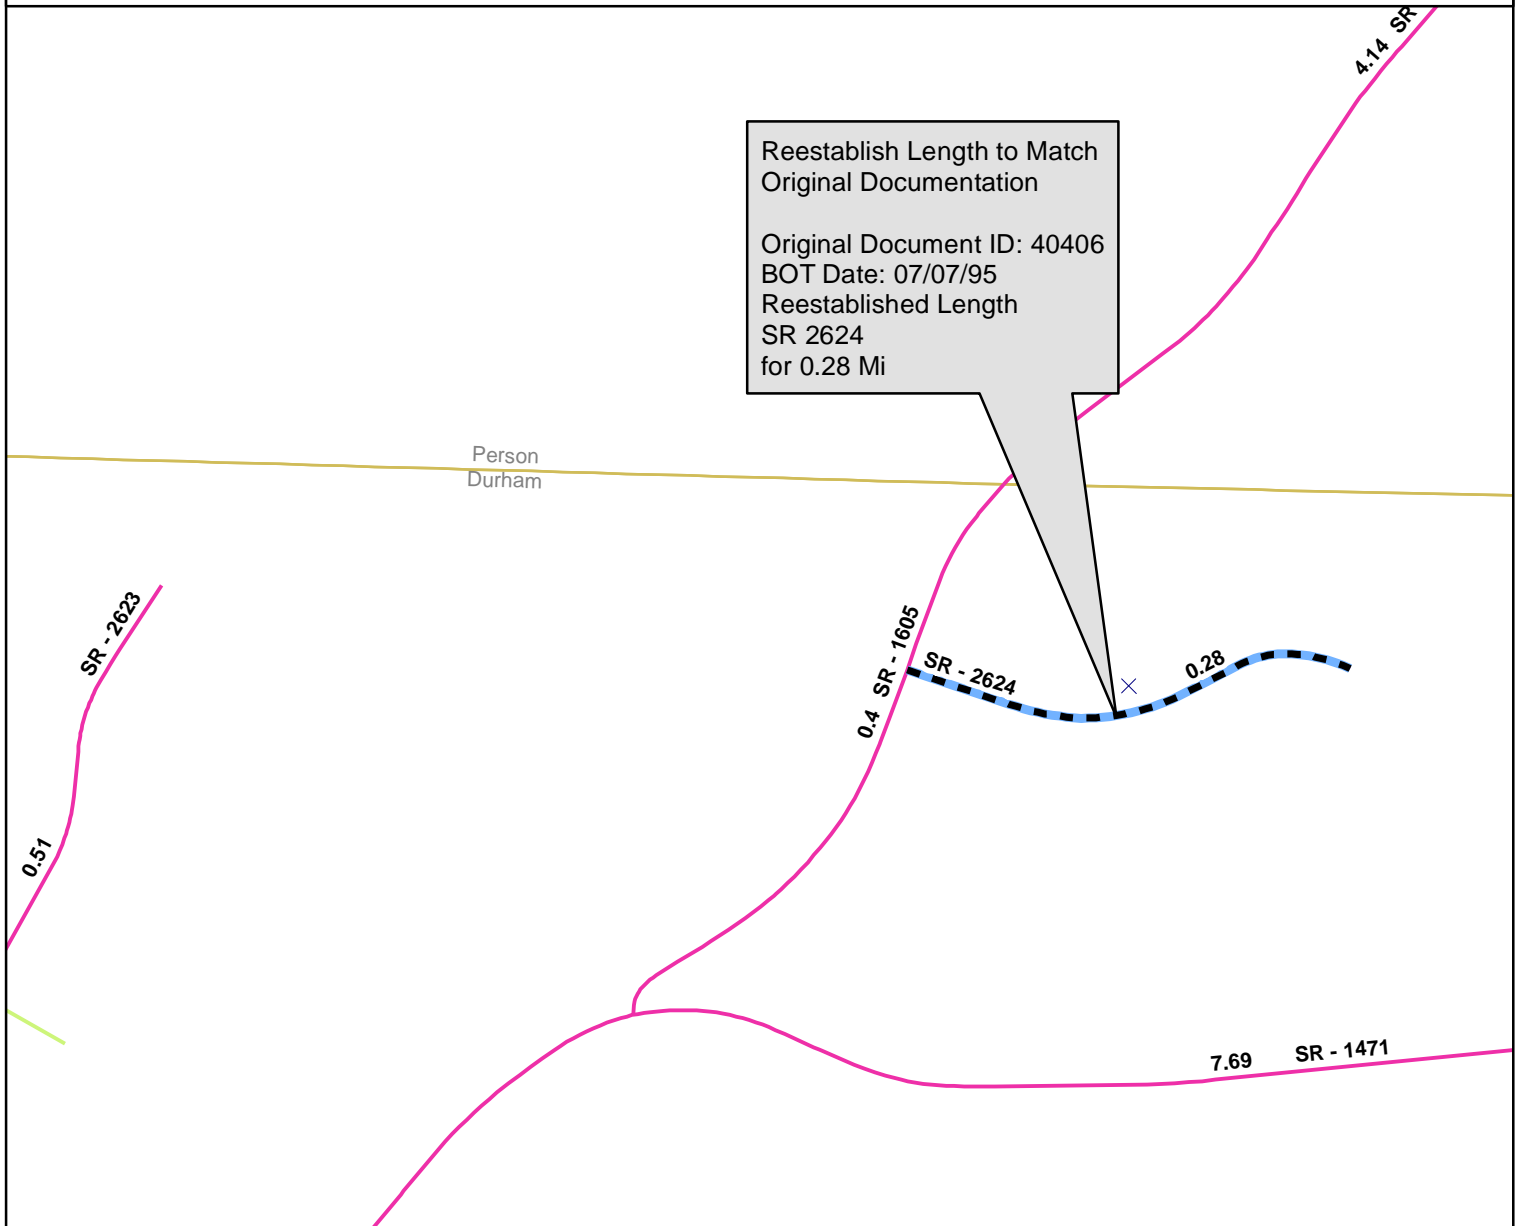 4.14 SR
Reestablish Length to Match
Original Documentation
Original Document ID: 40406
BOT Date: 07/07/95
Reestablished Length
SR 2624
for 0.28 Mi
Person
Durham
SR - 2623
0.51
0.4 SR - 1605
SR - 2624
0.28
7.69 SR - 1471